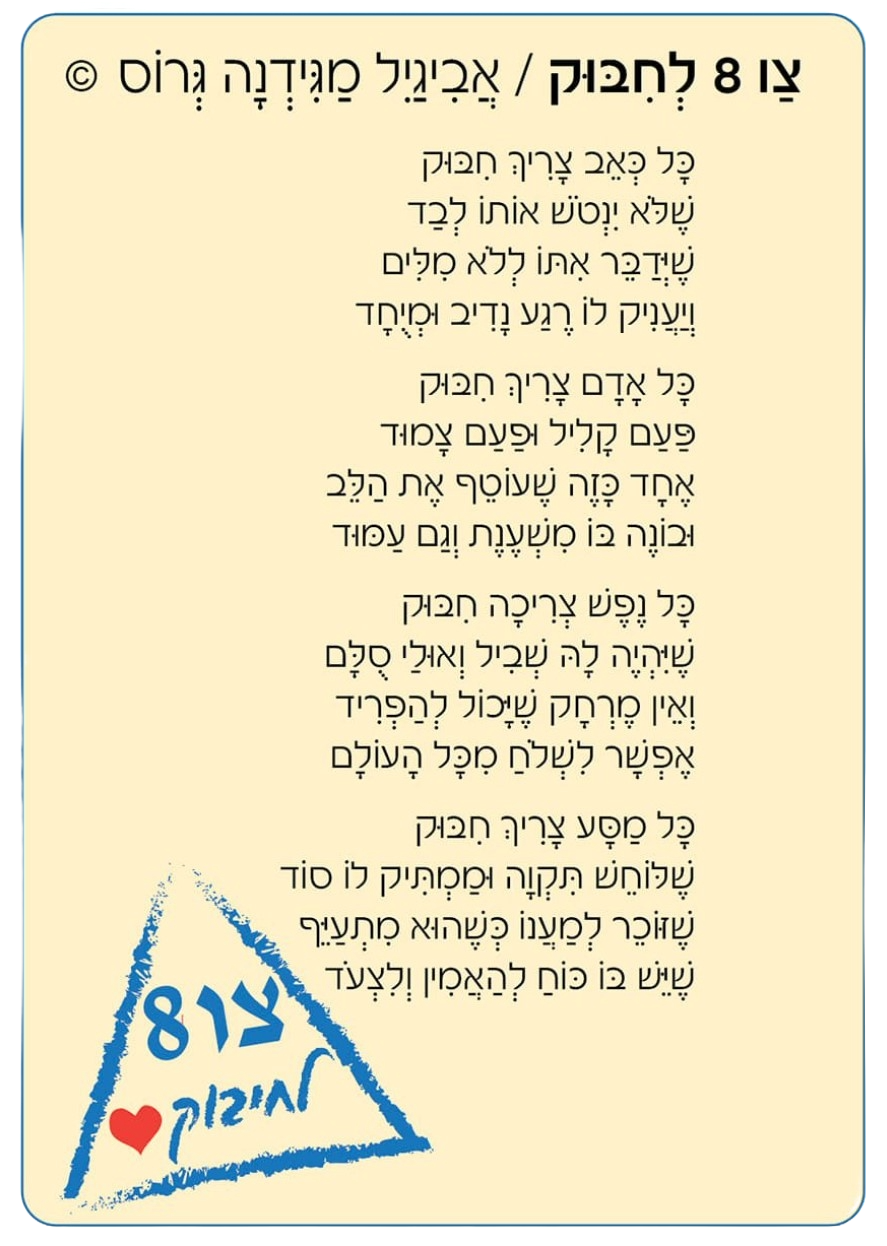 צַו 8 לְחִבּוּק / אֲבִיגַיִל מַגִּידְנָה גְּרוֹס ©
כָּל כְּאֵב צָרִיךְ חִבּוּק
שֶׁלֹּא יִנְטֹשׁ אוֹתוֹ לְבַד
שֶׁיְּדַבֵּר אִתּוֹ לְלֹא מִלִּים
וְיַעֲנִיק לוֹ רֶגַע נָדִיב וּמְיֻחָד
כָּל אָדָם צָרִיךְ חִבּוּק
פַּעַם קָלִיל וּפַעַם צָמוּד
אֶחָד כָּזֶה שֶׁעוֹטֵף אֶת הַלֵּב
וּבוֹנֶה בּוֹ מִשְׁעֶנֶת וְגַם עַמּוּד
כָּל נֶפֶשׁ צְרִיכָה חִבּוּק
שֶׁיִּהְיֶה לָהּ שְׁבִיל וְאוּלַי סֻלָּם
וְאֵין מֶרְחָק שֶׁיָּכוֹל לְהַפְרִיד
אֶפְשָׁר לִשְׁלֹחַ מִכָּל הָעוֹלָם
כָּל מַסָּע צָרִיךְ חִבּוּק
שֶׁלּוֹחֵשׁ תִּקְוָה וּמַמְתִּיק לוֹ סוֹד
שֶׁזּוֹכֵר לְמַעֲנוֹ כְּשֶׁהוּא מִתְעַיֵּף
שֶׁיֵּשׁ בּוֹ כּוֹחַ לְהַאֲמִין וְלִצְעֹד
צו 8
לחיבוק